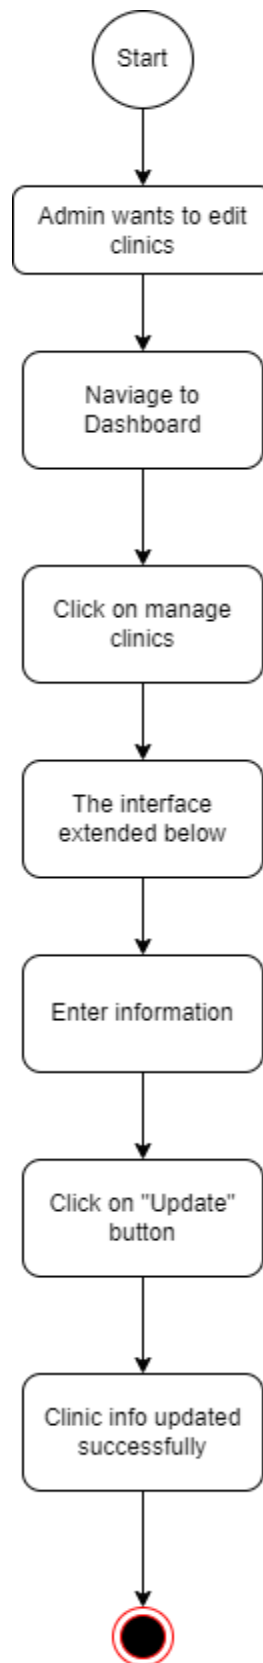 Start
Admin wants to edit
clinics
Naviage to
Dashboard
Click on manage
clinics
The interface
extended below
Enter information
Click on "Update"
button
Clinic info updated
successfully